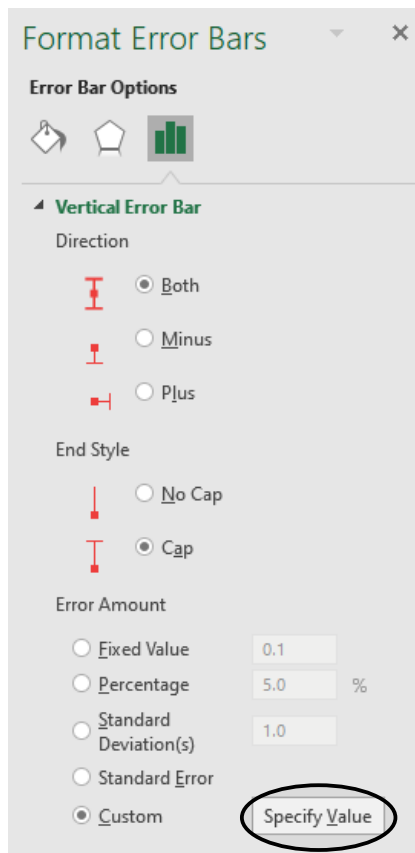 Format Error Bars
Error Bar Options
Vertical Error Bar
Direction
Both
Minus
Plus
End Style
No Cap
Cap
Error Amount
Fixed Value 0.1
Percentage 5.0 %
Standard
Deviation(s) 1.0
Standard Error
Custom Specify Value